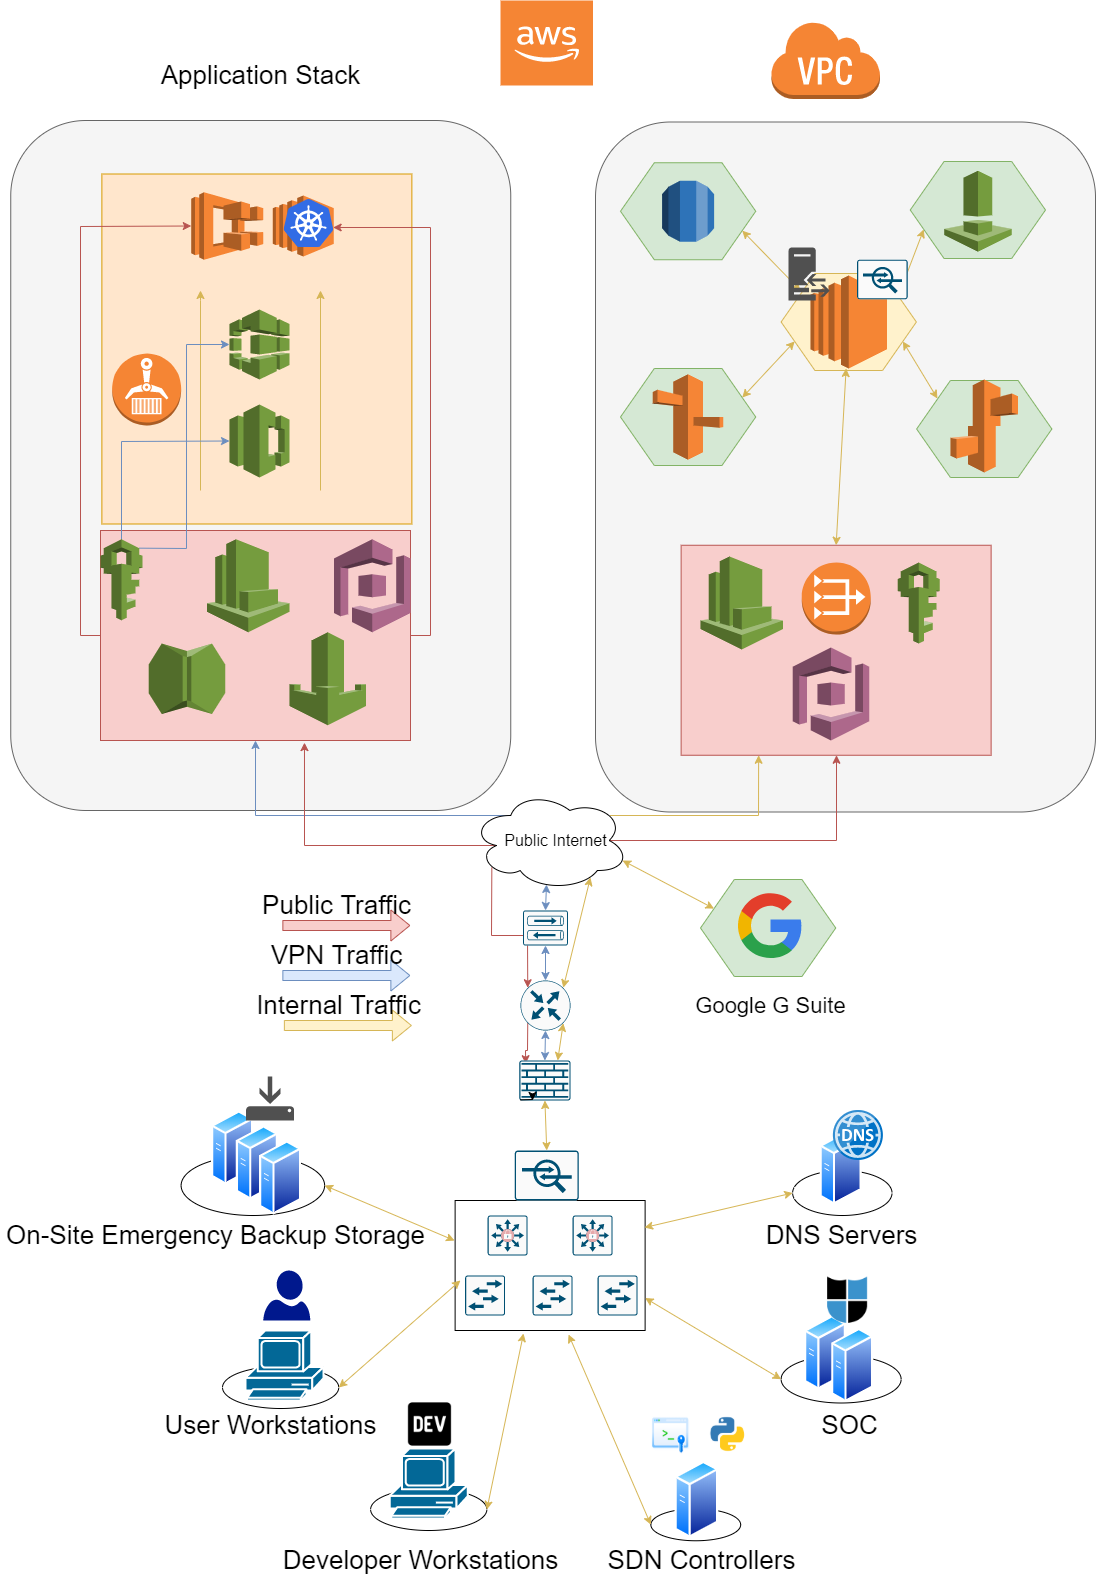 aws
Application Stack
VPC
Public Internet
Public Traffic
VPN Traffic
Internal Traffic
Google G Suite
DNS
On-Site Emergency Backup Storage
DNS Servers
User Workstations
SOC
DEV
>_
Developer Workstations
SDN Controllers